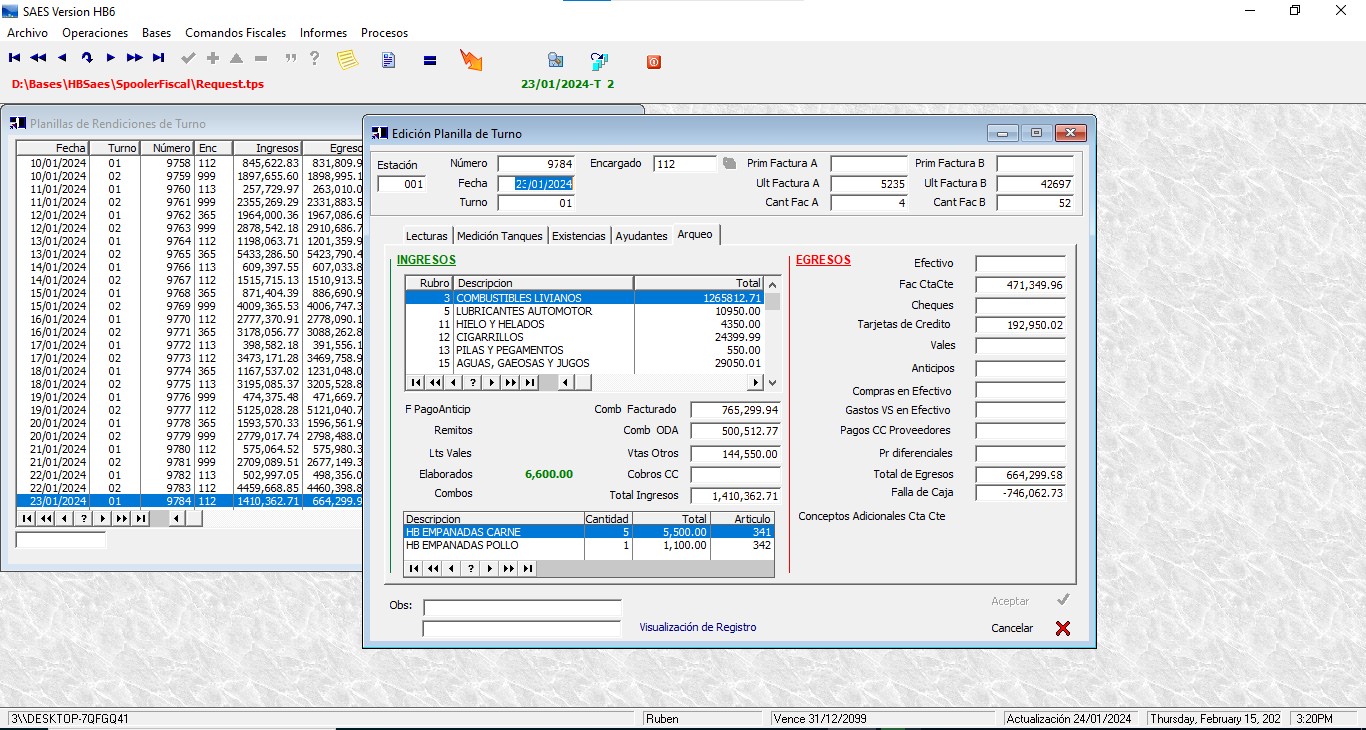 SAES Version HB6
Archivo Operaciones Bases Comandos Fiscales Informes Procesos
D:\Bases\HBSaes\SpoolerFiscal\Request.tps 23/01/2024-T 2
Planillas de Rendiciones de Turno
Fecha Turno Número Enc Ingresos Egresc
10/01/2024 01 9758 112 845,622.83 831,809.9
10/01/2024 02 9759 999 1897,655.60 1898,995.1
11/01/2024 01 9760 113 257,729.97 263,010.0
11/01/2024 02 9761 999 2355,269.29 2331,883.5
12/01/2024 01 9762 365 1964,000.36 1967,086.6
12/01/2024 02 9763 999 2878,542.18 2910,686.7
13/01/2024 01 9764 112 1198,063.71 1201,359.9
13/01/2024 02 9765 365 5433,286.50 5423,790.4
14/01/2024 01 9766 113 609,397.55 607,033.8
14/01/2024 02 9767 112 1515,715.13 1510,913.5
15/01/2024 01 9768 365 871,404.39 886,690.9
15/01/2024 02 9769 999 4009,365.53 4006,747.3
16/01/2024 01 9770 112 2777,370.91 2778,090.1
16/01/2024 02 9771 365 3178,056.77 3088,262.8
17/01/2024 01 9772 113 398,582.18 391,556.1
17/01/2024 02 9773 112 3473,171.28 3469,758.9
18/01/2024 01 9774 365 1167,537.02 1231,048.0
18/01/2024 02 9775 113 3195,085.37 3205,528.8
19/01/2024 01 9776 999 474,375.48 471,669.7
19/01/2024 02 9777 112 5125,028.28 5121,040.7
20/01/2024 01 9778 365 1593,570.33 1596,561.9
20/01/2024 02 9779 999 2779,017.74 2798,488.0
21/01/2024 01 9780 112 575,064.52 575,980.3
21/01/2024 02 9781 999 2709,089.51 2677,149.3
22/01/2024 01 9782 113 502,997.05 498,356.0
22/01/2024 02 9783 112 4459,668.85 4460,398.8
23/01/2024 01 9784 112 1410,362.71 664,299.9
Edición Planilla de Turno
Estación 001
Número 9784 Encargado 112 Prim Factura A Prim Factura B
Fecha 23/01/2024 Ult Factura A 5235 Ult Factura B 42697
Turno 01 Cant Fac A 4 Cant Fac B 52
Lecturas Medición Tanques Existencias Ayudantes Arqueo
INGRESOS
Rubro Descripcion Total
3 COMBUSTIBLES LIVIANOS 1265812.71
5 LUBRICANTES AUTOMOTOR 10950.00
11 HIELO Y HELADOS 4350.00
12 CIGARRILLOS 24399.99
13 PILAS Y PEGAMENTOS 550.00
15 AGUAS, GAEOSAS Y JUGOS 29050.01
F PagoAnticip Comb Facturado 765,299.94
Remitos Comb ODA 500,512.77
Lts Vales Vtas Otros 144,550.00
Elaborados 6,600.00 Cobros CC
Combos Total Ingresos 1,410,362.71
Descripcion Cantidad Total Articulo
HB EMPANADAS CARNE 5 5,500.00 341
HB EMPANADAS POLLO 1 1,100.00 342
EGRESOS
Efectivo
Fac CtaCte 471,349.96
Cheques
Tarjetas de Credito 192,950.02
Vales
Anticipos
Compras en Efectivo
Gastos VS en Efectivo
Pagos CC Proveedores
Pr diferenciales
Total de Egresos 664,299.98
Falla de Caja -746,062.73
Conceptos Adicionales Cta Cte
Obs:
Visualización de Registro
Aceptar
Cancelar
3\\DESKTOP-7QFGQ41 Ruben Vence 31/12/2099 Actualización 24/01/2024 Thursday, February 15, 202 3:20PM